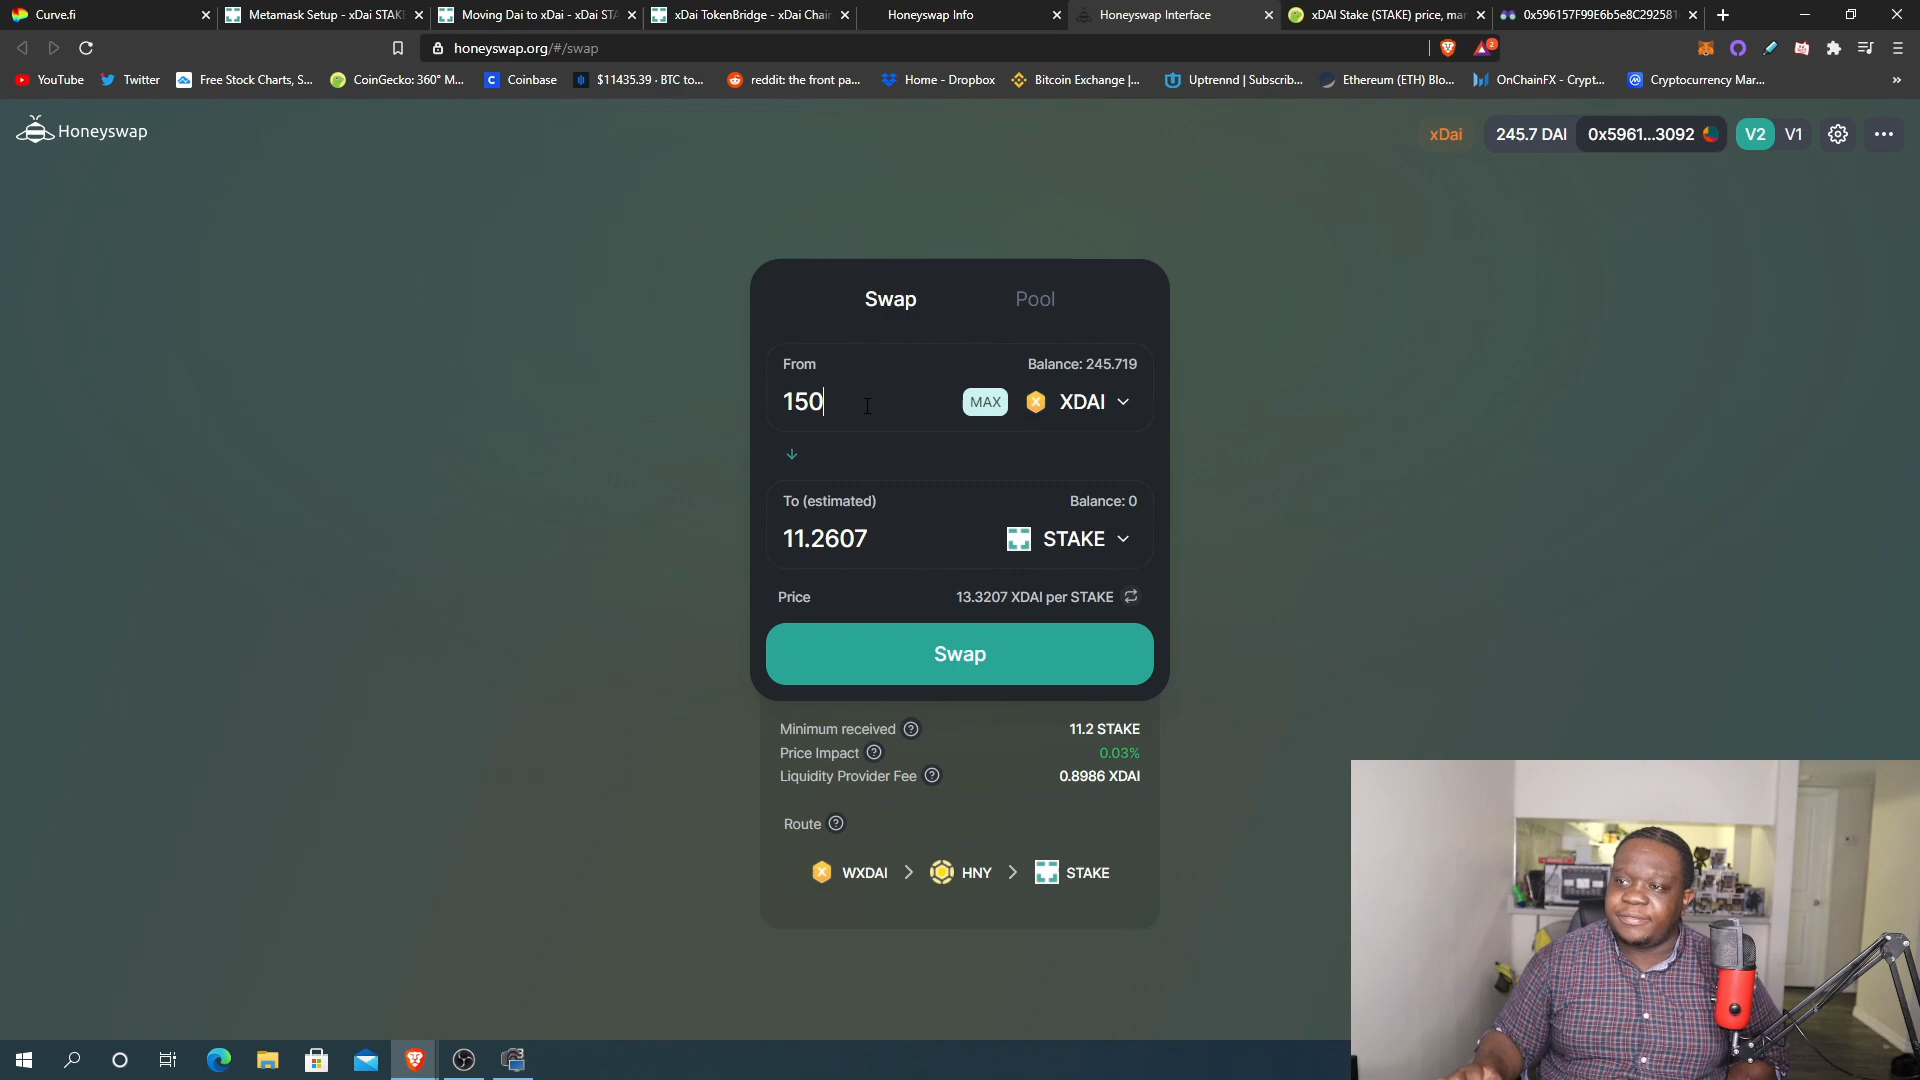 Curve.fi
Metamask Setup - xDai STAKE
Moving Dai to xDai - xDai STA
xDai TokenBridge - xDai Chain
Honeyswap Info
Honeyswap Interface
xDAI Stake (STAKE) price, mar
0x596157F99E6b5e8C292581
honeyswap.org/#/swap
2
YouTube
Twitter
Free Stock Charts, S...
CoinGecko: 360° M...
Coinbase
$11435.39 · BTC to...
reddit: the front pa...
Home - Dropbox
Bitcoin Exchange |...
Uptrennd | Subscrib...
Ethereum (ETH) Blo...
OnChainFX - Crypt...
Cryptocurrency Mar...
Honeyswap
xDai
245.7 DAI
0x5961...3092
V2
V1
Swap
Pool
From
Balance: 245.719
150
MAX
XDAI
To (estimated)
Balance: 0
11.2607
STAKE
Price
13.3207 XDAI per STAKE
Swap
Minimum received
11.2 STAKE
Price Impact
0.03%
Liquidity Provider Fee
0.8986 XDAI
Route
WXDAI > HNY > STAKE